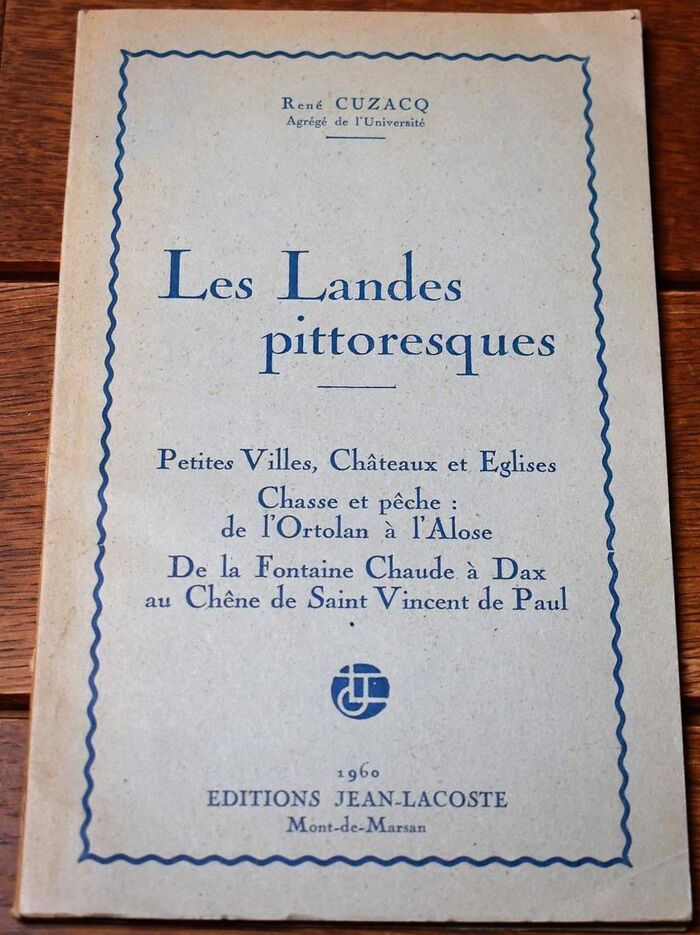 René CUZACQ
Agrégé de l'Université
Les Landes
pittoresques
Petites Villes, Châteaux et Eglises
Chasse et pêche :
de l'Ortolan à l'Alose
De la Fontaine Chaude à Dax
au Chêne de Saint Vincent de Paul
1960
EDITIONS JEAN-LACOSTE
Mont-de-Marsan